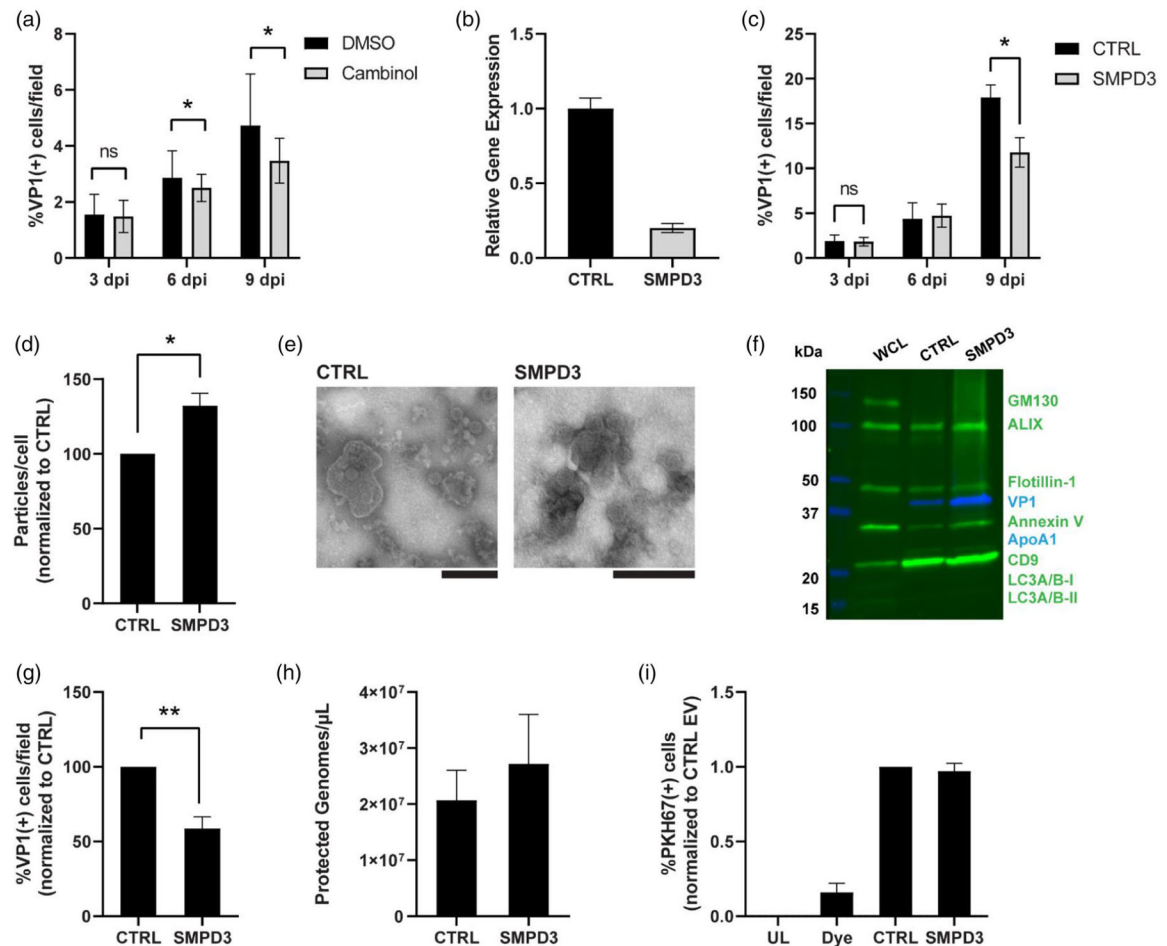 (a)
%VP1(+) cells/field
8
6
4
2
0
ns
*
*
DMSO
Cambinol
3 dpi 6 dpi 9 dpi
(b)
Relative Gene Expression
1.5
1.0
0.5
0.0
CTRL SMPD3
(c)
%VP1(+) cells/field
25
20
15
10
5
0
ns
*
CTRL
SMPD3
3 dpi 6 dpi 9 dpi
(d)
Particles/cell
(normalized to CTRL)
150
100
50
0
*
CTRL SMPD3
(e)
CTRL
SMPD3
(f)
kDa
WCL
CTRL
SMPD3
150
100
50
37
20
15
GM130
ALIX
Flotillin-1
VP1
Annexin V
ApoA1
CD9
LC3A/B-I
LC3A/B-II
(g)
%VP1(+) cells/field
(normalized to CTRL)
150
100
50
0
**
CTRL SMPD3
(h)
Protected Genomes/µL
4×10⁷
3×10⁷
2×10⁷
1×10⁷
0
CTRL SMPD3
(i)
%PKH67(+) cells
(normalized to CTRL EV)
1.5
1.0
0.5
0.0
UL Dye CTRL SMPD3